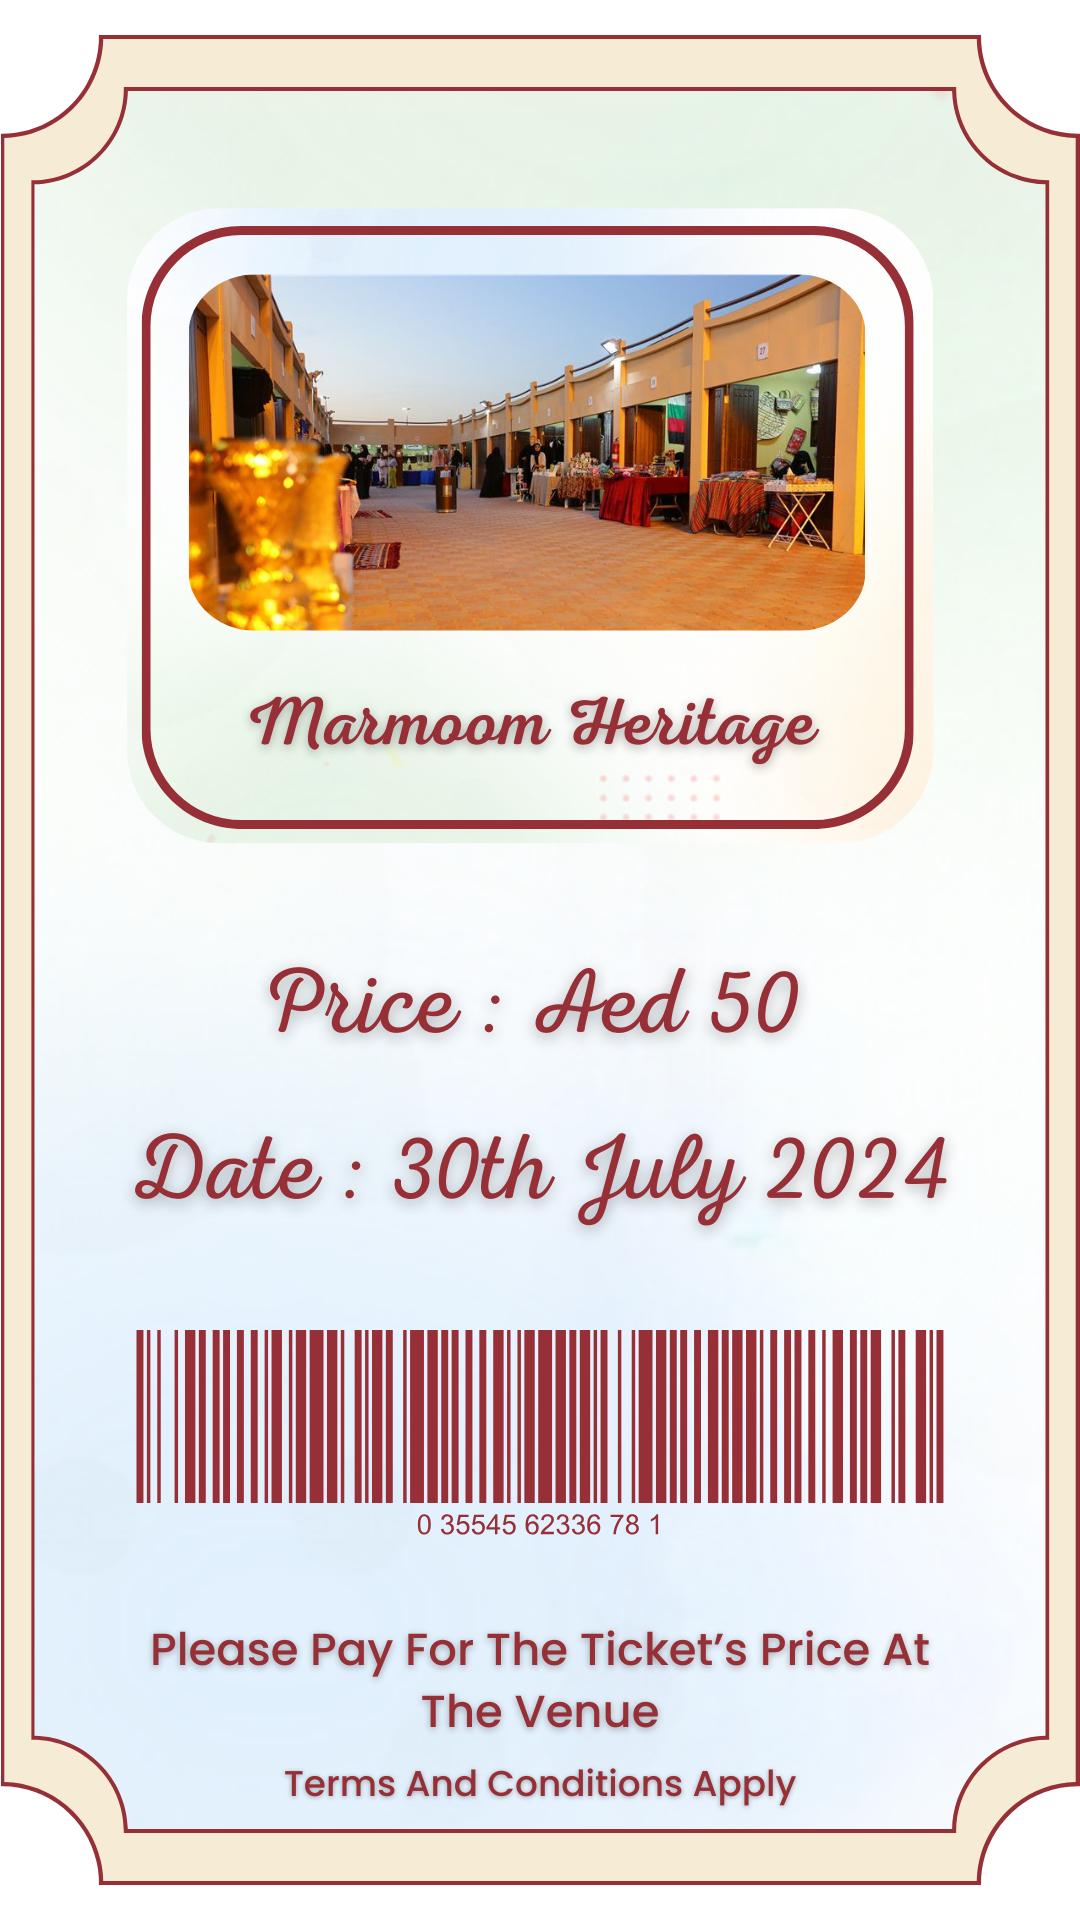 27
Marmoom Heritage
Price : Aed 50
Date : 30th July 2024
0 35545 62336 78 1
Please Pay For The Ticket’s Price At
The Venue
Terms And Conditions Apply